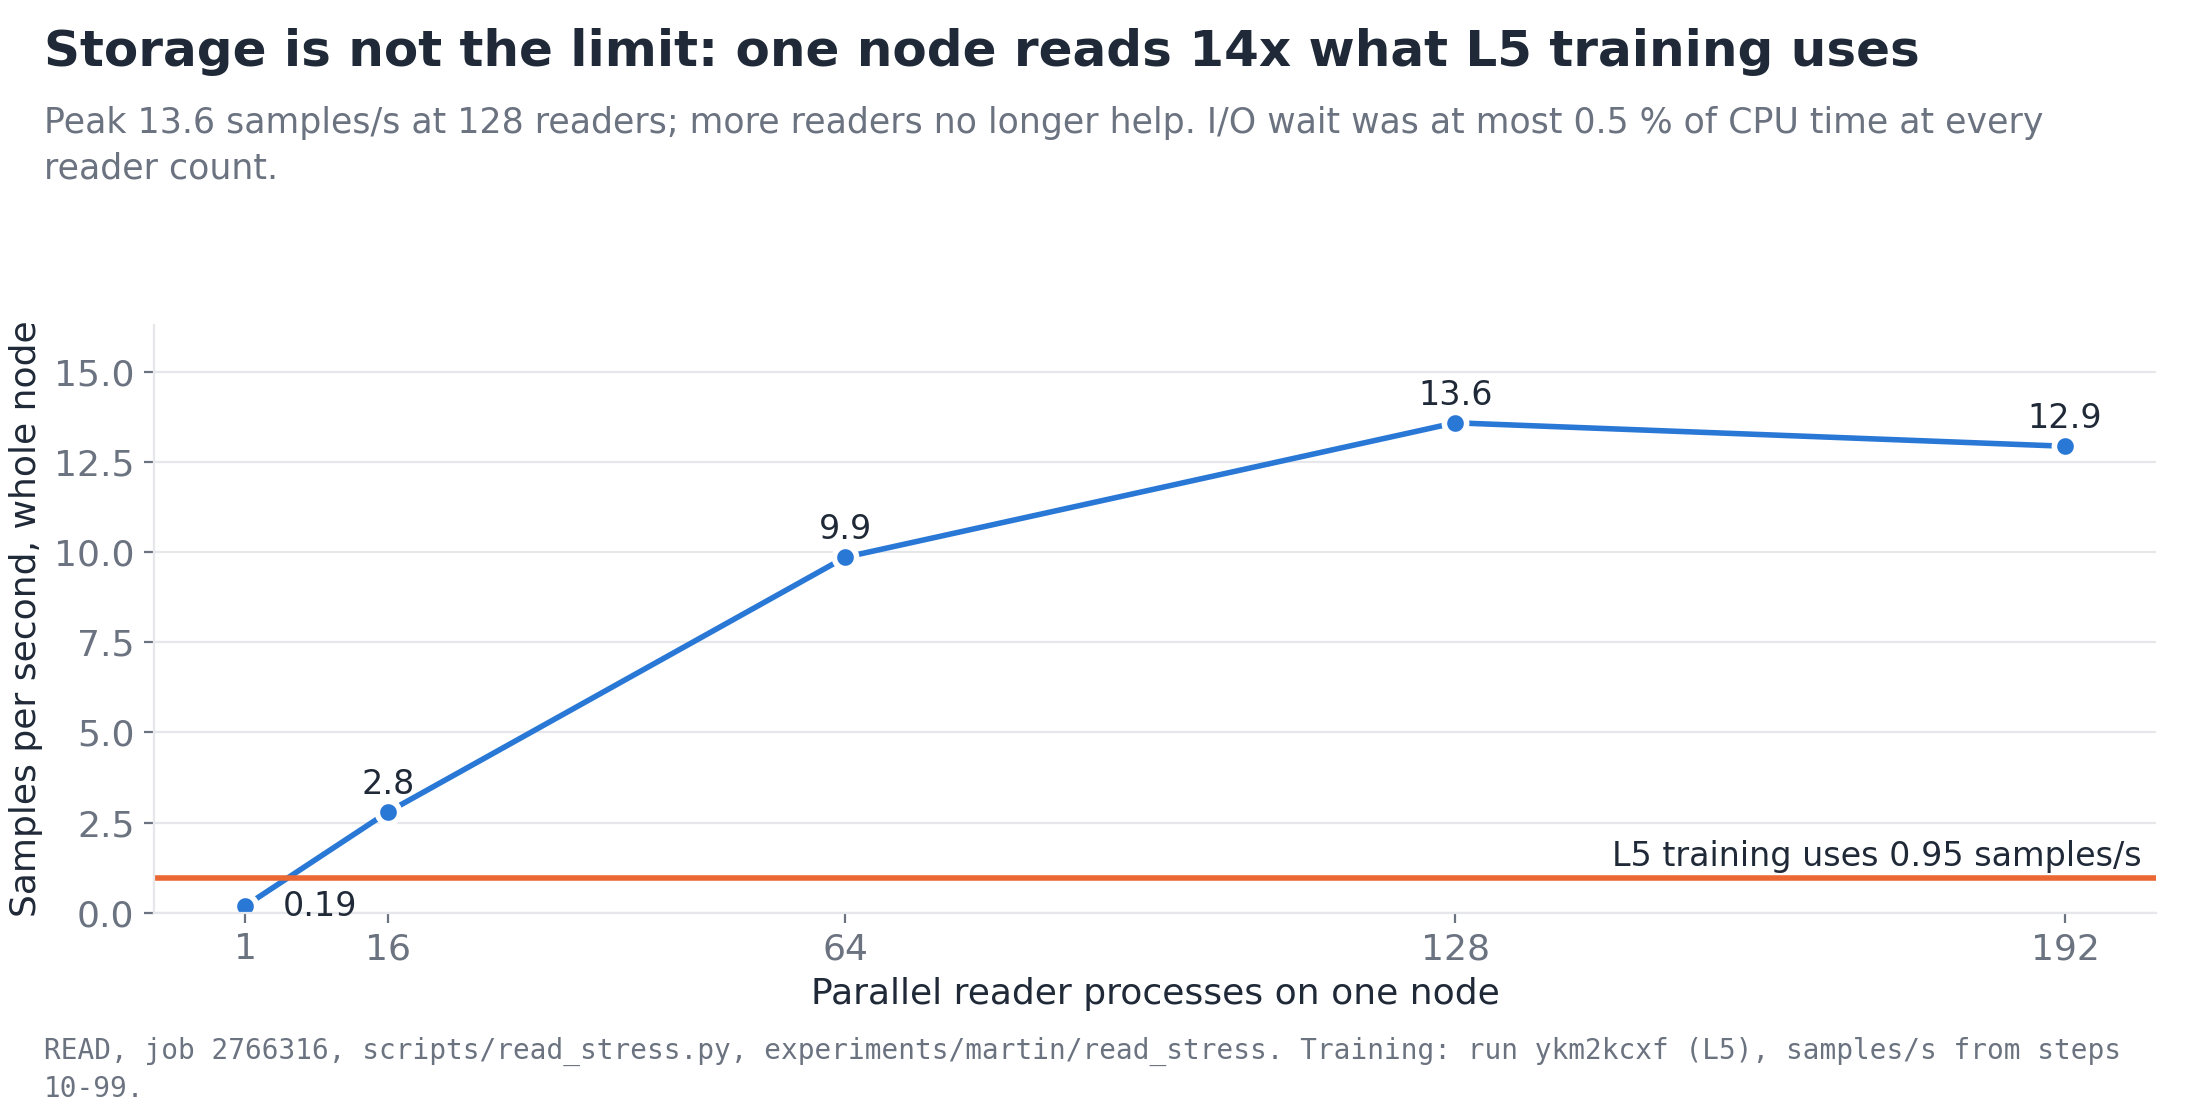 Storage is not the limit: one node reads 14x what L5 training uses
Peak 13.6 samples/s at 128 readers; more readers no longer help. I/O wait was at most 0.5 % of CPU time at every
reader count.
Samples per second, whole node
15.0
12.5
10.0
7.5
5.0
2.5
0.0
0.19
2.8
9.9
13.6
12.9
L5 training uses 0.95 samples/s
1
16
64
128
192
Parallel reader processes on one node
READ, job 2766316, scripts/read_stress.py, experiments/martin/read_stress. Training: run ykm2kcxf (L5), samples/s from steps
10-99.